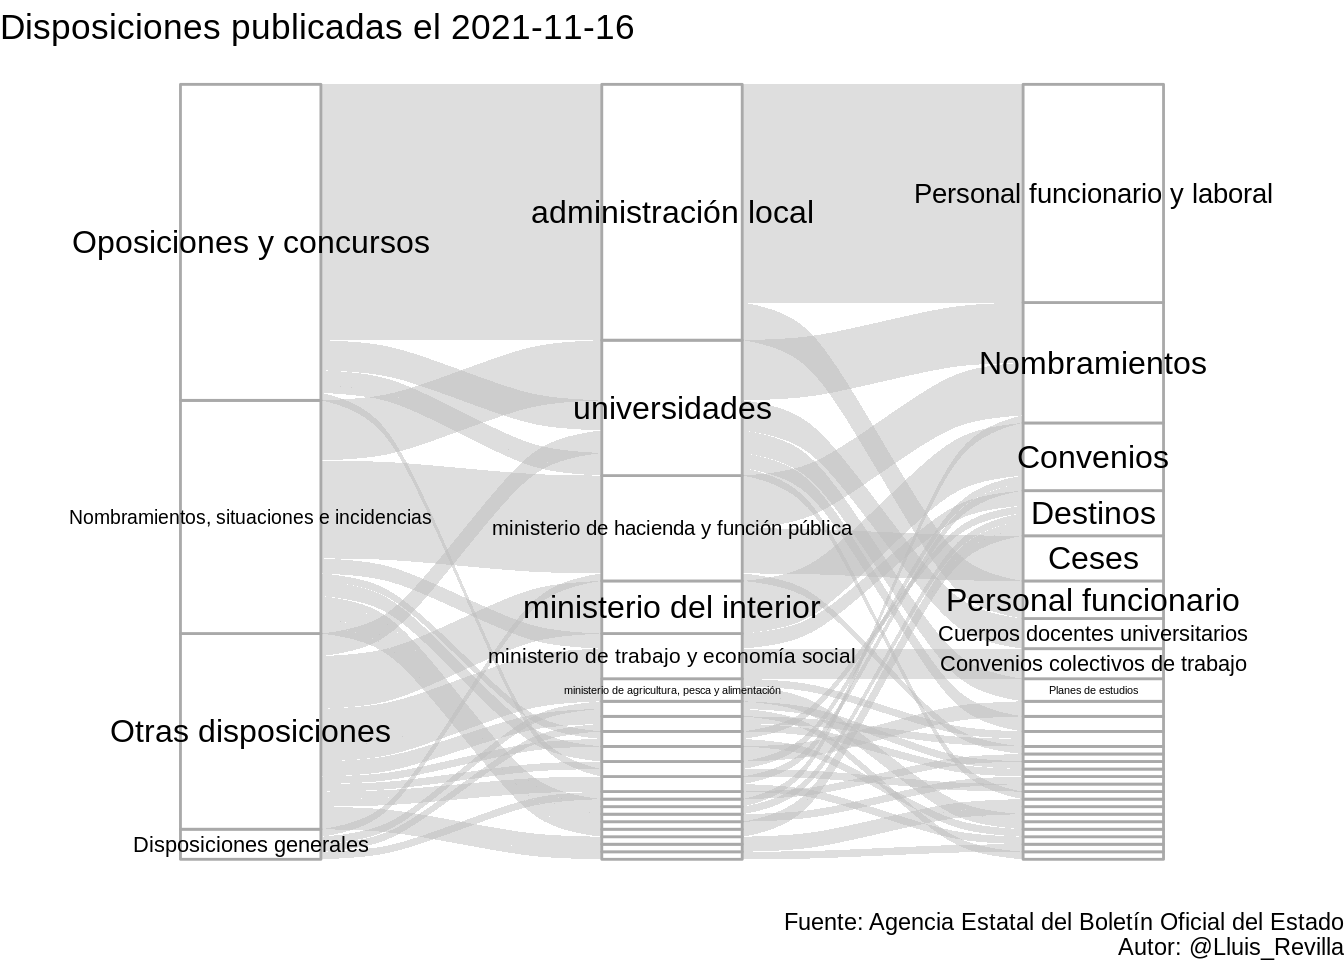 Disposiciones publicadas el 2021-11-16
Oposiciones y concursos
Nombramientos, situaciones e incidencias
Otras disposiciones
Disposiciones generales
administración local
universidades
ministerio de hacienda y función pública
ministerio del interior
ministerio de trabajo y economía social
ministerio de agricultura, pesca y alimentación
Personal funcionario y laboral
Nombramientos
Convenios
Destinos
Ceses
Personal funcionario
Cuerpos docentes universitarios
Convenios colectivos de trabajo
Planes de estudios
Fuente: Agencia Estatal del Boletín Oficial del Estado
Autor: @Lluis_Revilla